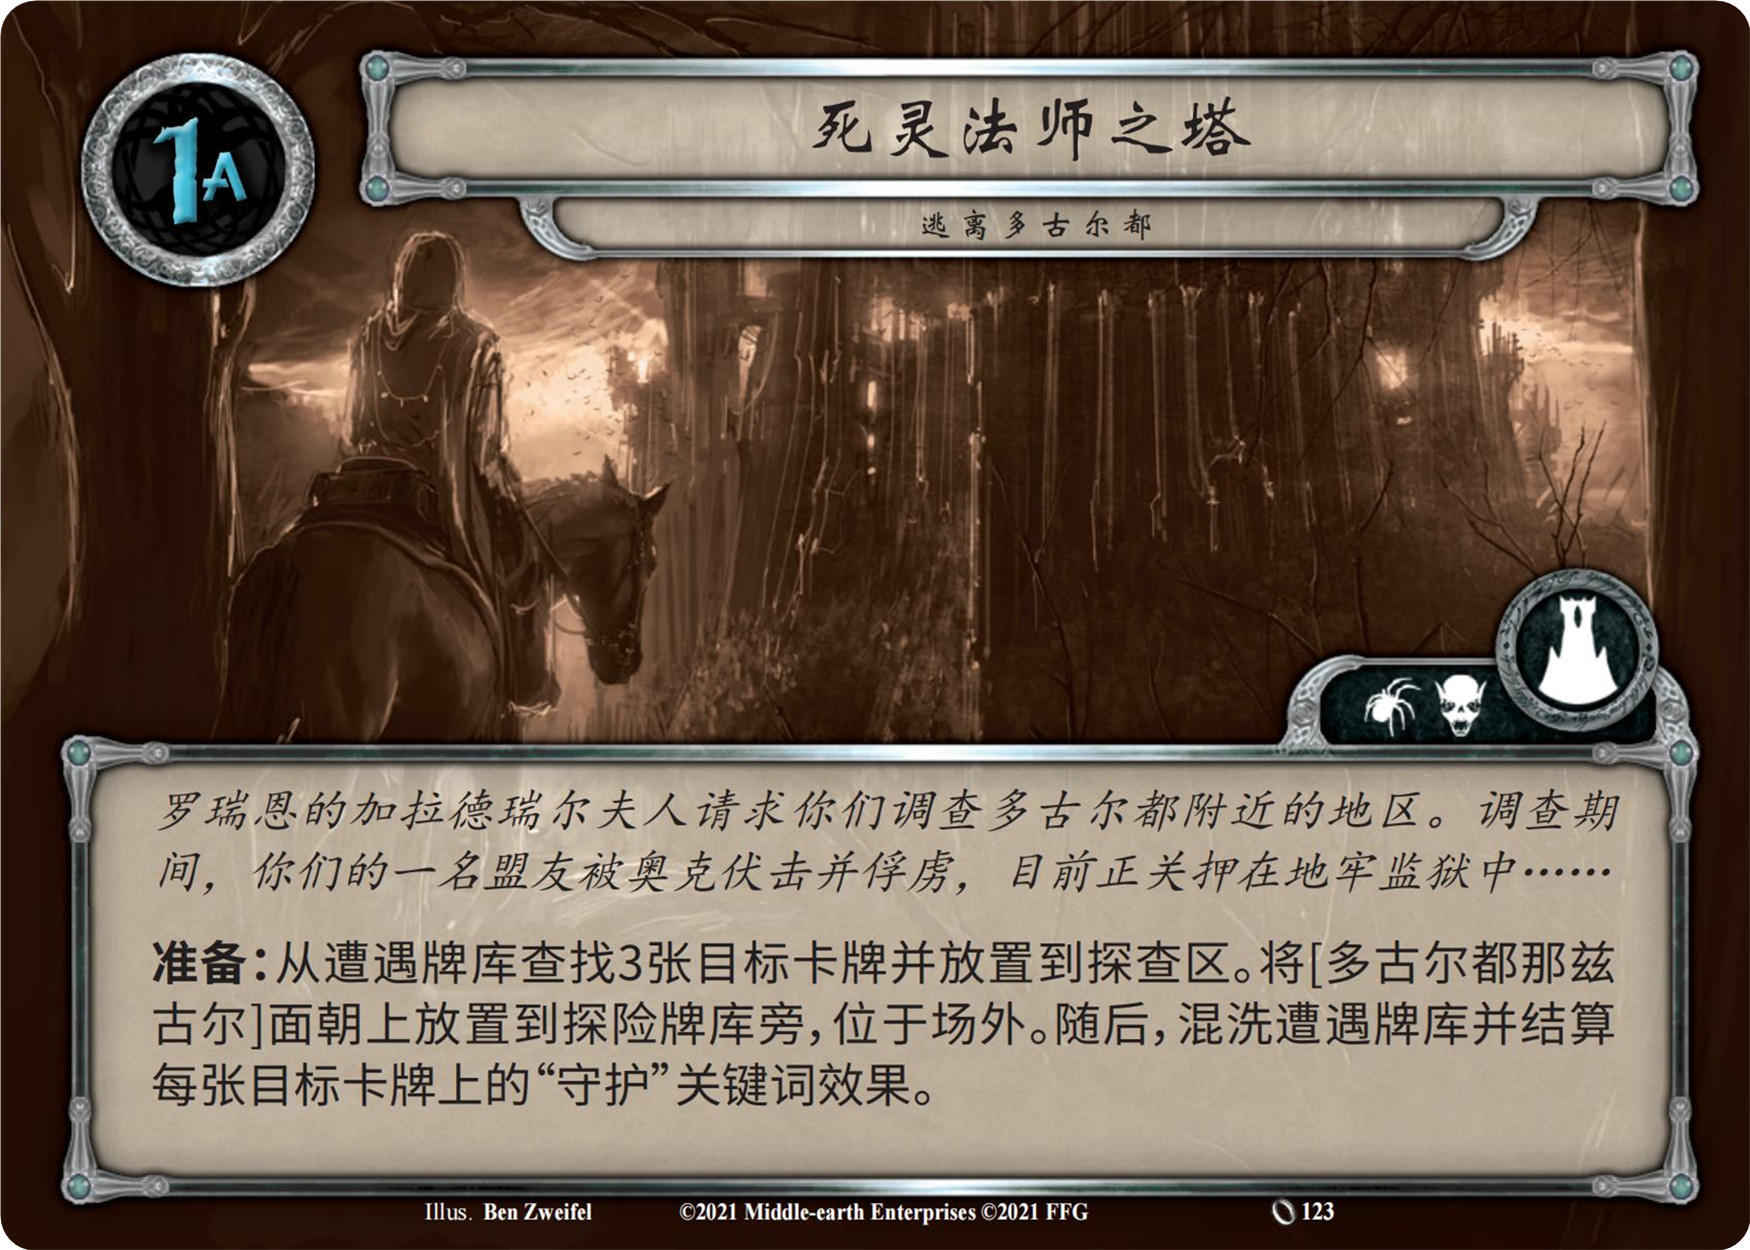 1A
死灵法师之塔
逃离多古尔都
罗瑞恩的加拉德瑞尔夫人请求你们调查多古尔都附近的地区。调查期
间，你们的一名盟友被奥克伏击并俘虏，目前正关押在地牢监狱中……
准备：从遭遇牌库查找3张目标卡牌并放置到探查区。将[多古尔都那兹
古尔]面朝上放置到探险牌库旁，位于场外。随后，混洗遭遇牌库并结算
每张目标卡牌上的“守护”关键词效果。
Illus. Ben Zweifel ©2021 Middle-earth Enterprises ©2021 FFG 123